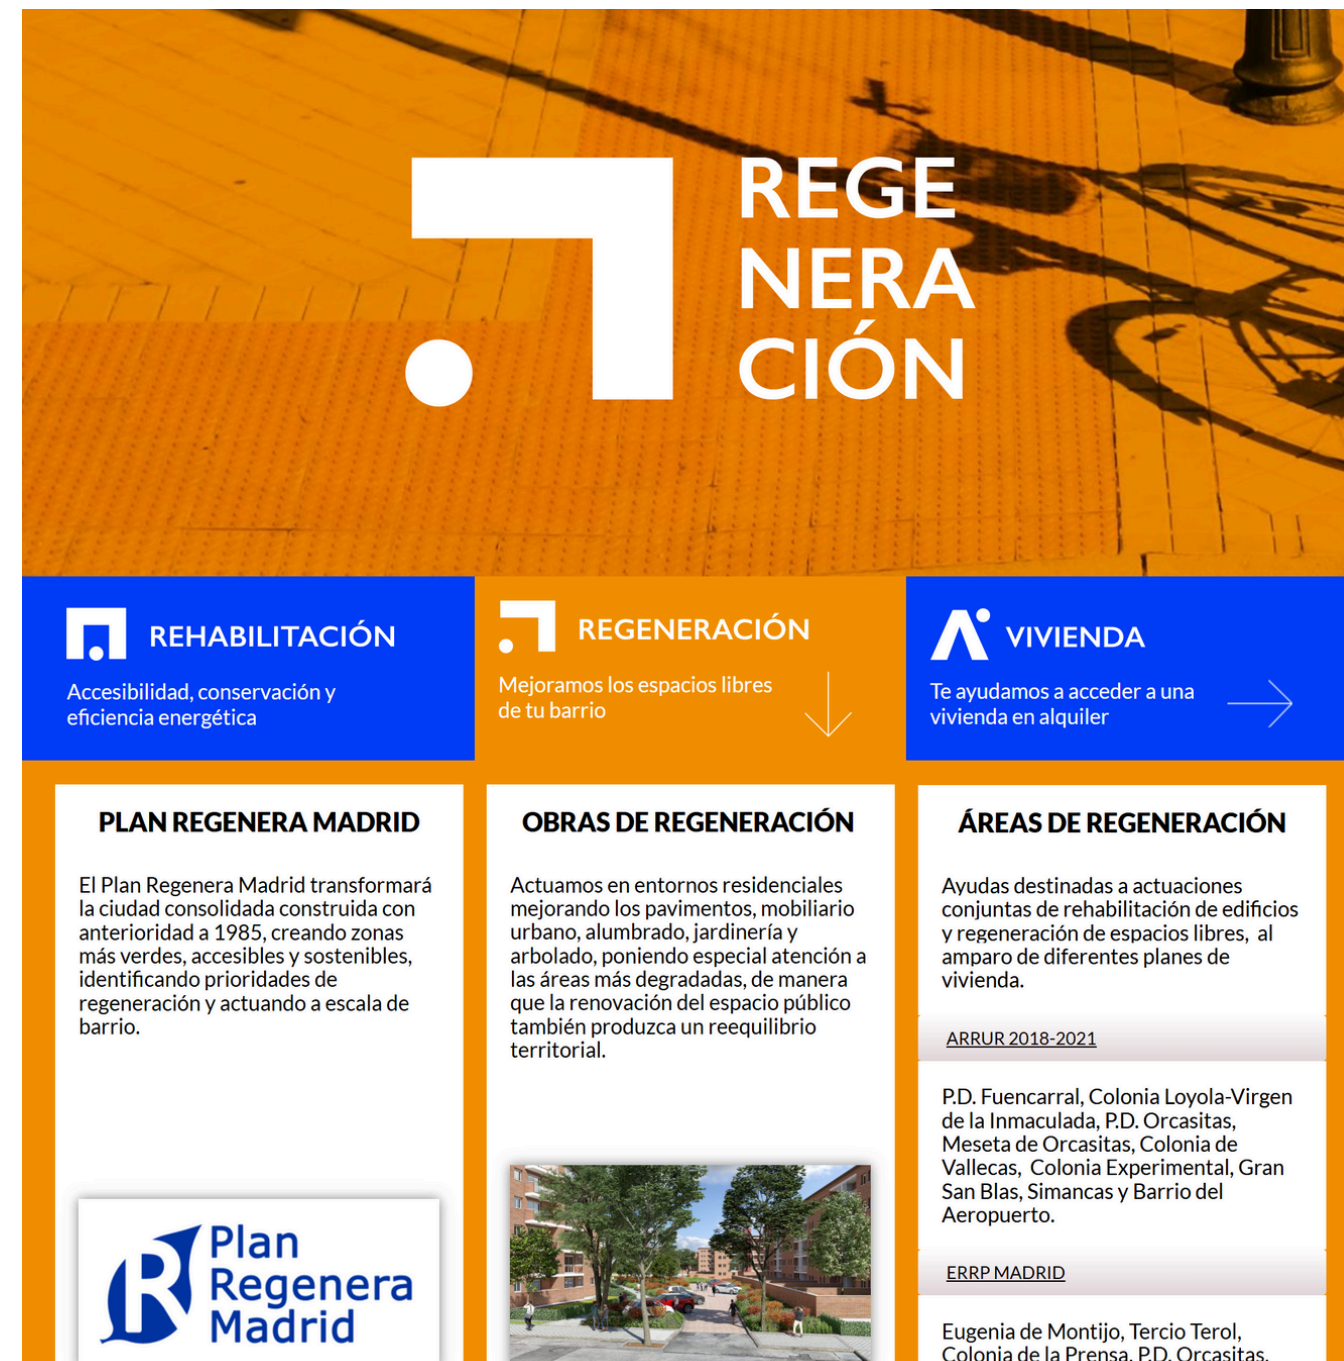 REGE
NERA
CIÓN
REHABILITACIÓN
Accesibilidad, conservación y
eficiencia energética
REGENERACIÓN
Mejoramos los espacios libres
de tu barrio
VIVIENDA
Te ayudamos a acceder a una
vivienda en alquiler
PLAN REGENERA MADRID
El Plan Regenera Madrid transformará
la ciudad consolidada construida con
anterioridad a 1985, creando zonas
más verdes, accesibles y sostenibles,
identificando prioridades de
regeneración y actuando a escala de
barrio.
Plan
Regenera
Madrid
OBRAS DE REGENERACIÓN
Actuamos en entornos residenciales
mejorando los pavimentos, mobiliario
urbano, alumbrado, jardinería y
arbolado, poniendo especial atención a
las áreas más degradadas, de manera
que la renovación del espacio público
también produzca un reequilibrio
territorial.
ÁREAS DE REGENERACIÓN
Ayudas destinadas a actuaciones
conjuntas de rehabilitación de edificios
y regeneración de espacios libres, al
amparo de diferentes planes de
vivienda.
ARRUR 2018-2021
P.D. Fuencarral, Colonia Loyola-Virgen
de la Inmaculada, P.D. Orcasitas,
Meseta de Orcasitas, Colonia de
Vallecas, Colonia Experimental, Gran
San Blas, Simancas y Barrio del
Aeropuerto.
ERRP MADRID
Eugenia de Montijo, Tercio Terol,
Colonia de la Prensa, P.D. Orcasitas,